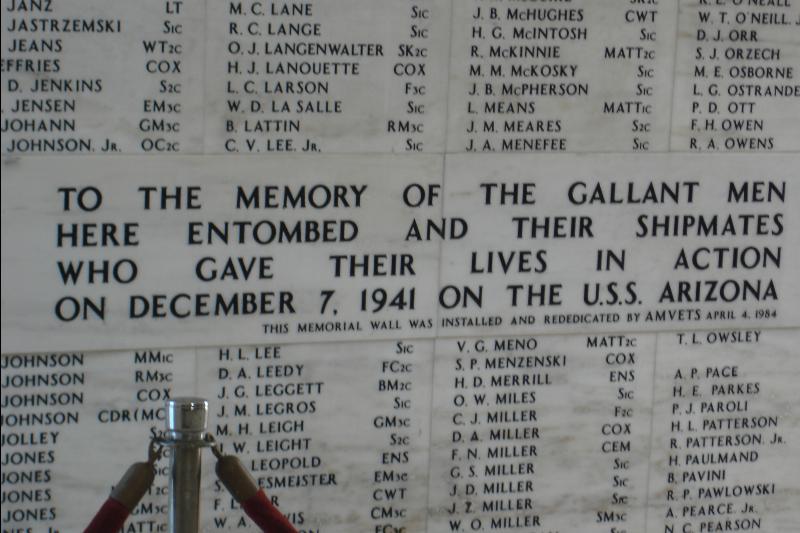 JANZ LT
JASTRZEMSKI S1C
JEANS WT2C
EFFRIES COX
D. JENKINS S2C
JENSEN EM3C
JOHANN GM3C
JOHNSON, JR. OC2C
M. C. LANE S1C
R. C. LANGE S1C
O. J. LANGENWALTER SK2C
H. J. LANOUETTE COX
L. C. LARSON F3C
W. D. LA SALLE S1C
B. LATTIN RM3C
C. V. LEE, JR. S1C
J. B. McHUGHES CWT
H. G. McINTOSH S1C
R. McKINNIE MATT2C
M. M. McKOSKY S1C
J. B. McPHERSON S1C
L. MEANS MATT1C
J. M. MEARES S2C
J. A. MENEFEE S1C
W. T. O'NEILL, J
D. J. ORR
S. J. ORZECH
M. E. OSBORNE
L. G. OSTRANDE
P. D. OTT
F. H. OWEN
R. A. OWENS
TO THE MEMORY OF THE GALLANT MEN
HERE ENTOMBED AND THEIR SHIPMATES
WHO GAVE THEIR LIVES IN ACTION
ON DECEMBER 7, 1941 ON THE U.S.S. ARIZONA
THIS MEMORIAL WALL WAS INSTALLED AND REDEDICATED BY AMVETS APRIL 4, 1984
JOHNSON MM1C
JOHNSON RM3C
JOHNSON COX
JOHNSON CDR(MC
JOLLEY
JONES
JONES
JONES
JONES
H. L. LEE S1C
D. A. LEEDY FC2C
J. G. LEGGETT BM2C
J. M. LEGROS S1C
M. H. LEIGH GM3C
W. LEIGHT S2C
LEOPOLD ENS
ESMEISTER EM3C
CWT
W. A. CM3C
FC3C
V. G. MENO MATT2C
S. P. MENZENSKI COX
H. D. MERRILL ENS
O. W. MILES S1C
C. J. MILLER F2C
D. A. MILLER COX
F. N. MILLER CEM
G. S. MILLER S1C
J. D. MILLER S1C
J. Z. MILLER S1C
W. O. MILLER SM3C
T. L. OWSLEY
A. P. PACE
H. E. PARKES
P. J. PAROLI
H. L. PATTERSON
R. PATTERSON, JR.
H. PAULMAND
B. PAVINI
R. P. PAWLOWSKI
A. PEARCE, JR.
N. C. PEARSON